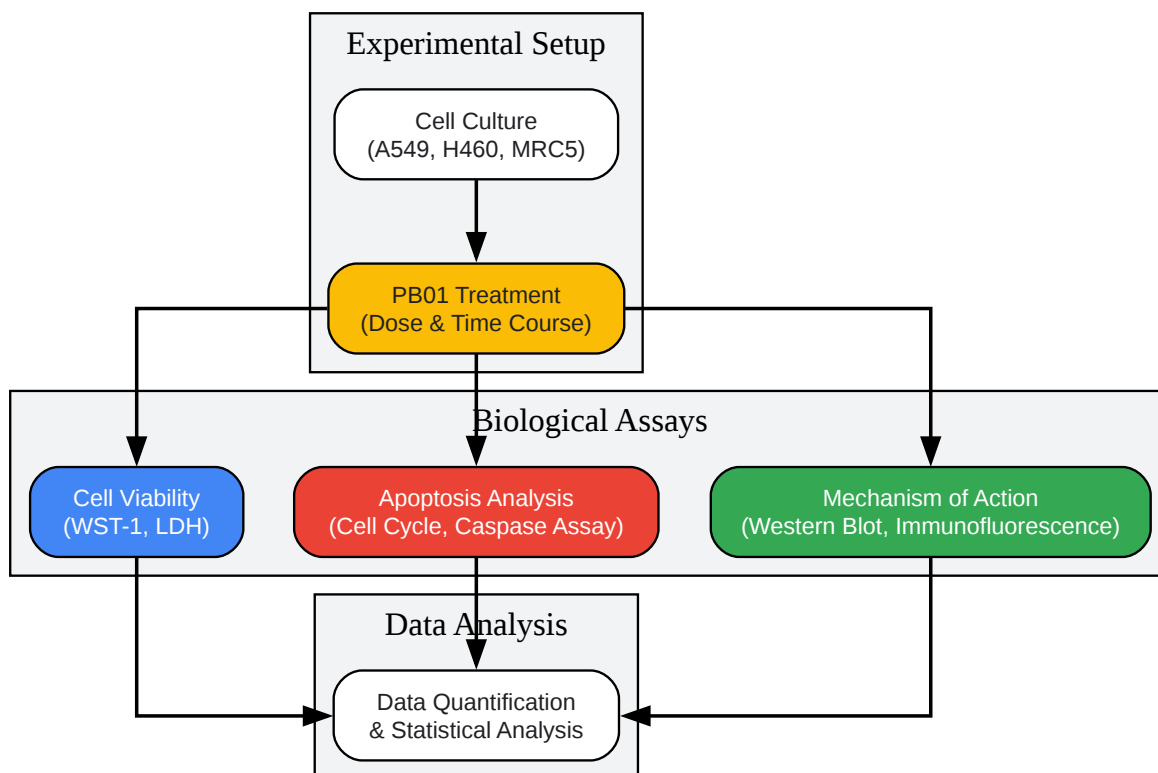 Experimental Setup
Cell Culture
(A549, H460, MRC5)
PB01 Treatment
(Dose & Time Course)
Biological Assays
Cell Viability
(WST-1, LDH)
Apoptosis Analysis
(Cell Cycle, Caspase Assay)
Mechanism of Action
(Western Blot, Immunofluorescence)
Data Analysis
Data Quantification
& Statistical Analysis